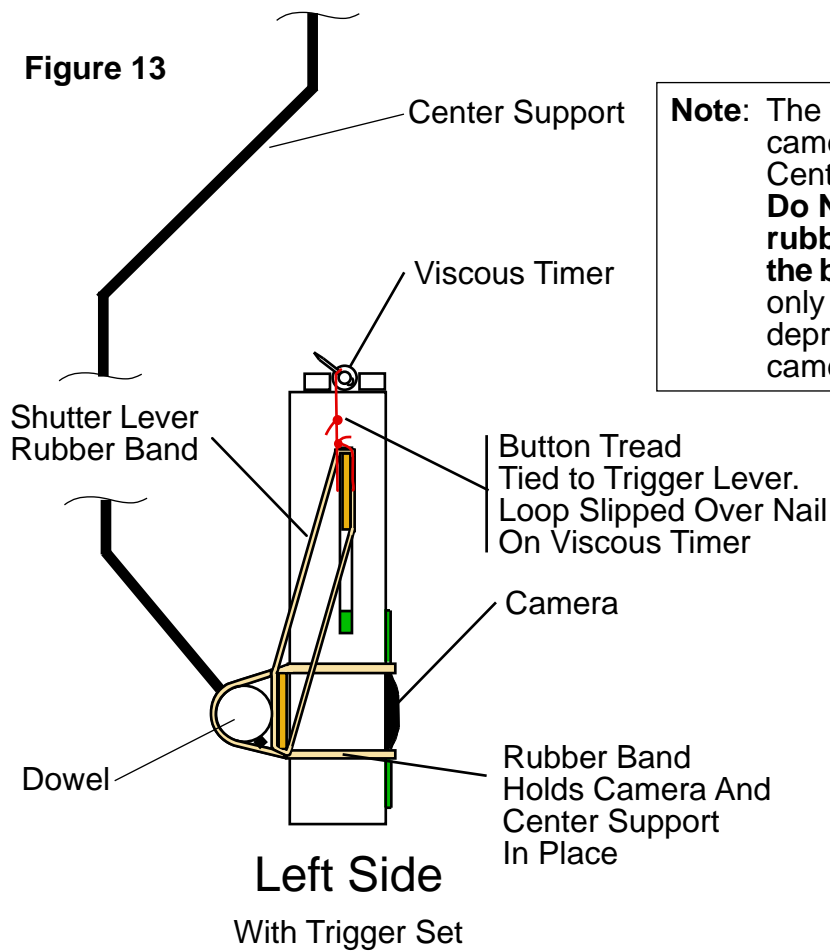 Figure 13
Center Support
Note: The
came
Cent
Do N
rubb
the b
only
depr
came
Viscous Timer
Shutter Lever
Rubber Band
Button Tread
Tied to Trigger Lever.
Loop Slipped Over Nail
On Viscous Timer
Camera
Dowel
Rubber Band
Holds Camera And
Center Support
In Place
Left Side
With Trigger Set